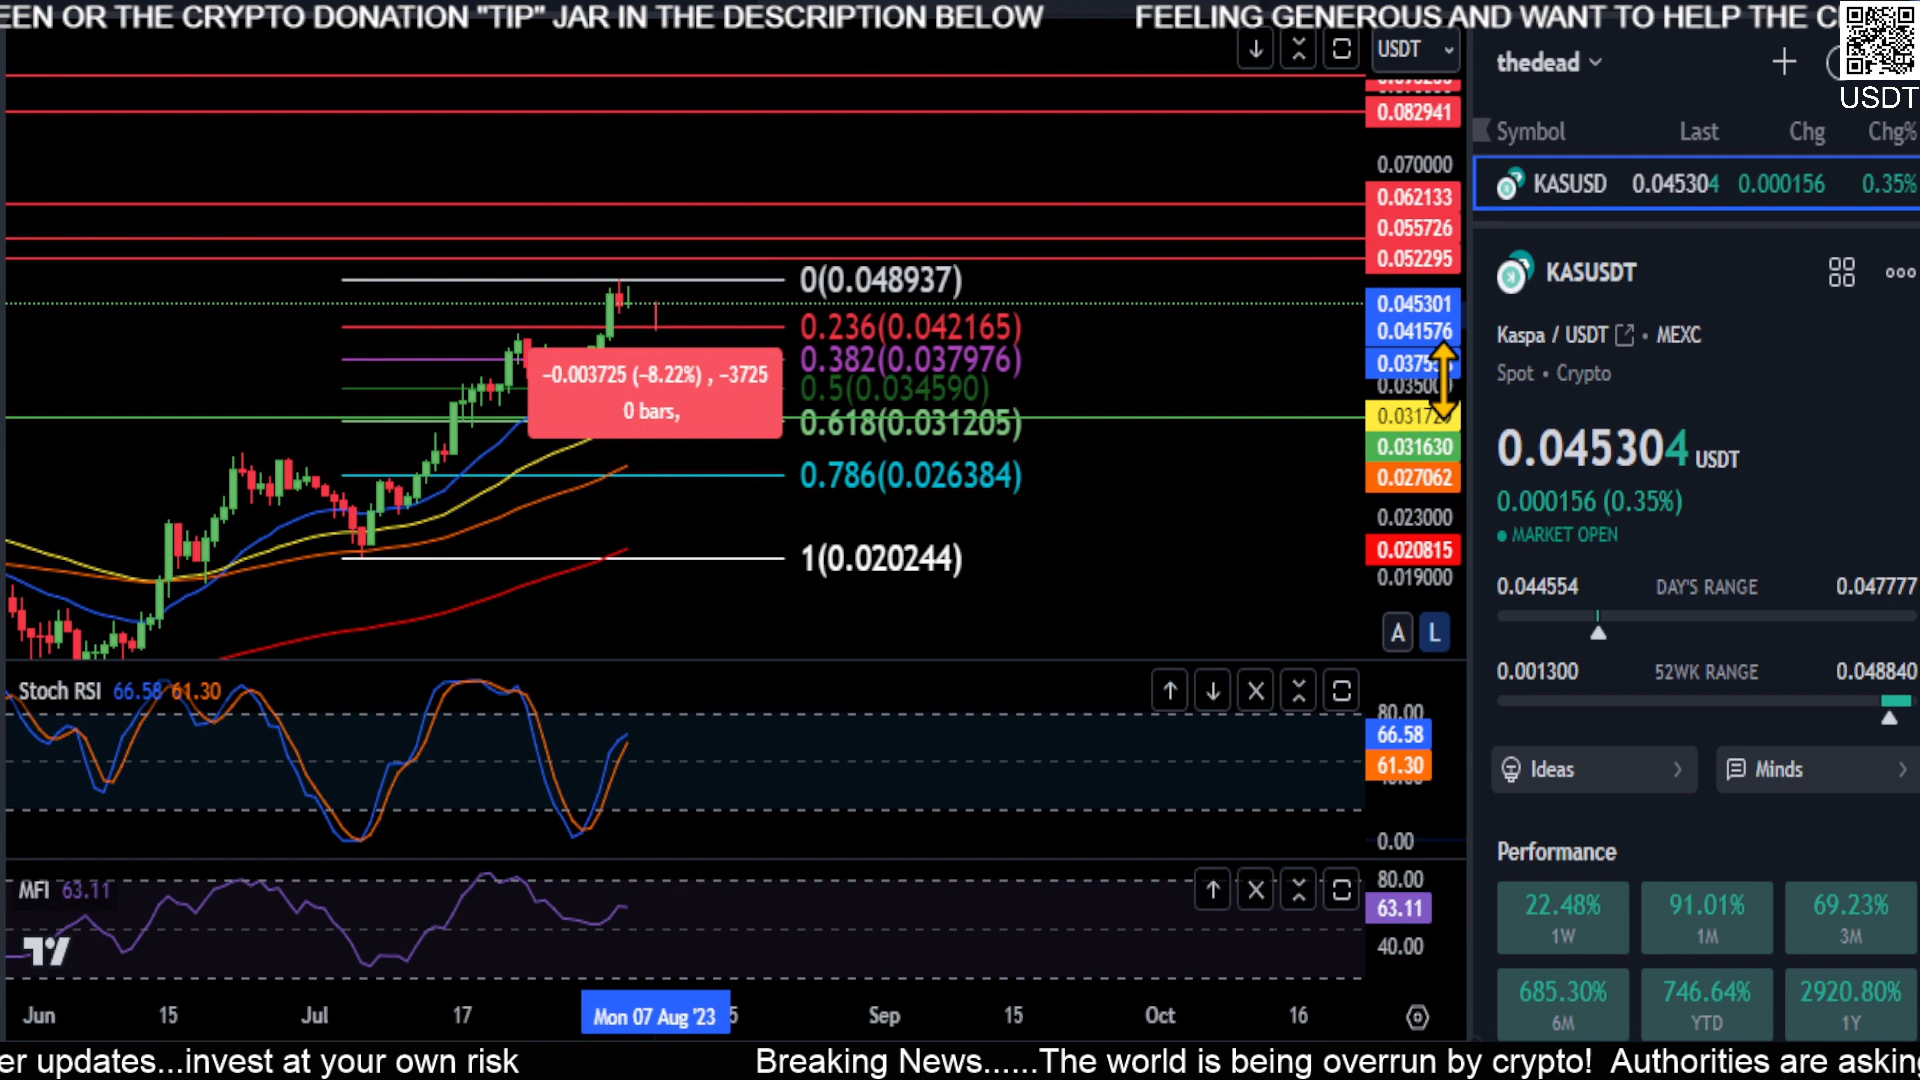 EEN OR THE CRYPTO DONATION "TIP" JAR IN THE DESCRIPTION BELOW FEELING GENEROUS AND WANT TO HELP THE C
USDT
thedead
USDT
Symbol Last Chg Chg%
KASUSD 0.045304 0.000156 0.35%
0.082941
0.070000
0.062133
0.055726
0.052295
0.045301
0.041576
0.035000
0.031630
0.027062
0.023000
0.020815
0.019000
0(0.048937)
0.236(0.042165)
0.382(0.037976)
0.5(0.034590)
0.618(0.031205)
0.786(0.026384)
1(0.020244)
−0.003725 (−8.22%) , −3725
0 bars,
A L
KASUSDT
Kaspa / USDT • MEXC
Spot • Crypto
0.045304 USDT
0.000156 (0.35%)
MARKET OPEN
0.044554 DAY'S RANGE 0.047777
0.001300 52WK RANGE 0.048840
Ideas
Minds
Performance
22.48% 91.01% 69.23%
1W 1M 3M
685.30% 746.64% 2920.80%
6M YTD 1Y
Stoch RSI 66.58 61.30
80.00
66.58
61.30
0.00
MFI 63.11
80.00
63.11
40.00
Jun 15 Jul 17 Mon 07 Aug '23 5 Sep 15 Oct 16
er updates...invest at your own risk Breaking News......The world is being overrun by crypto! Authorities are askin